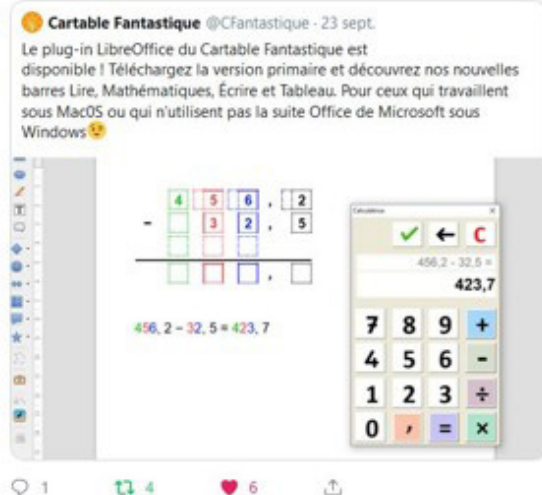 Cartable Fantastique @CFantastique · 23 sept.
Le plug-in LibreOffice du Cartable Fantastique est
disponible ! Téléchargez la version primaire et découvrez nos nouvelles
barres Lire, Mathématiques, Écrire et Tableau. Pour ceux qui travaillent
sous MacOS ou qui n'utilisent pas la suite Office de Microsoft sous
Windows😉
4 5 6 , 2
- 3 2 , 5
,
456, 2 – 32, 5 = 423, 7
Calculatrice x
✓ ← C
456,2 - 32,5 =
423,7
7 8 9 +
4 5 6 -
1 2 3 ÷
0 , = ×
1 4 6